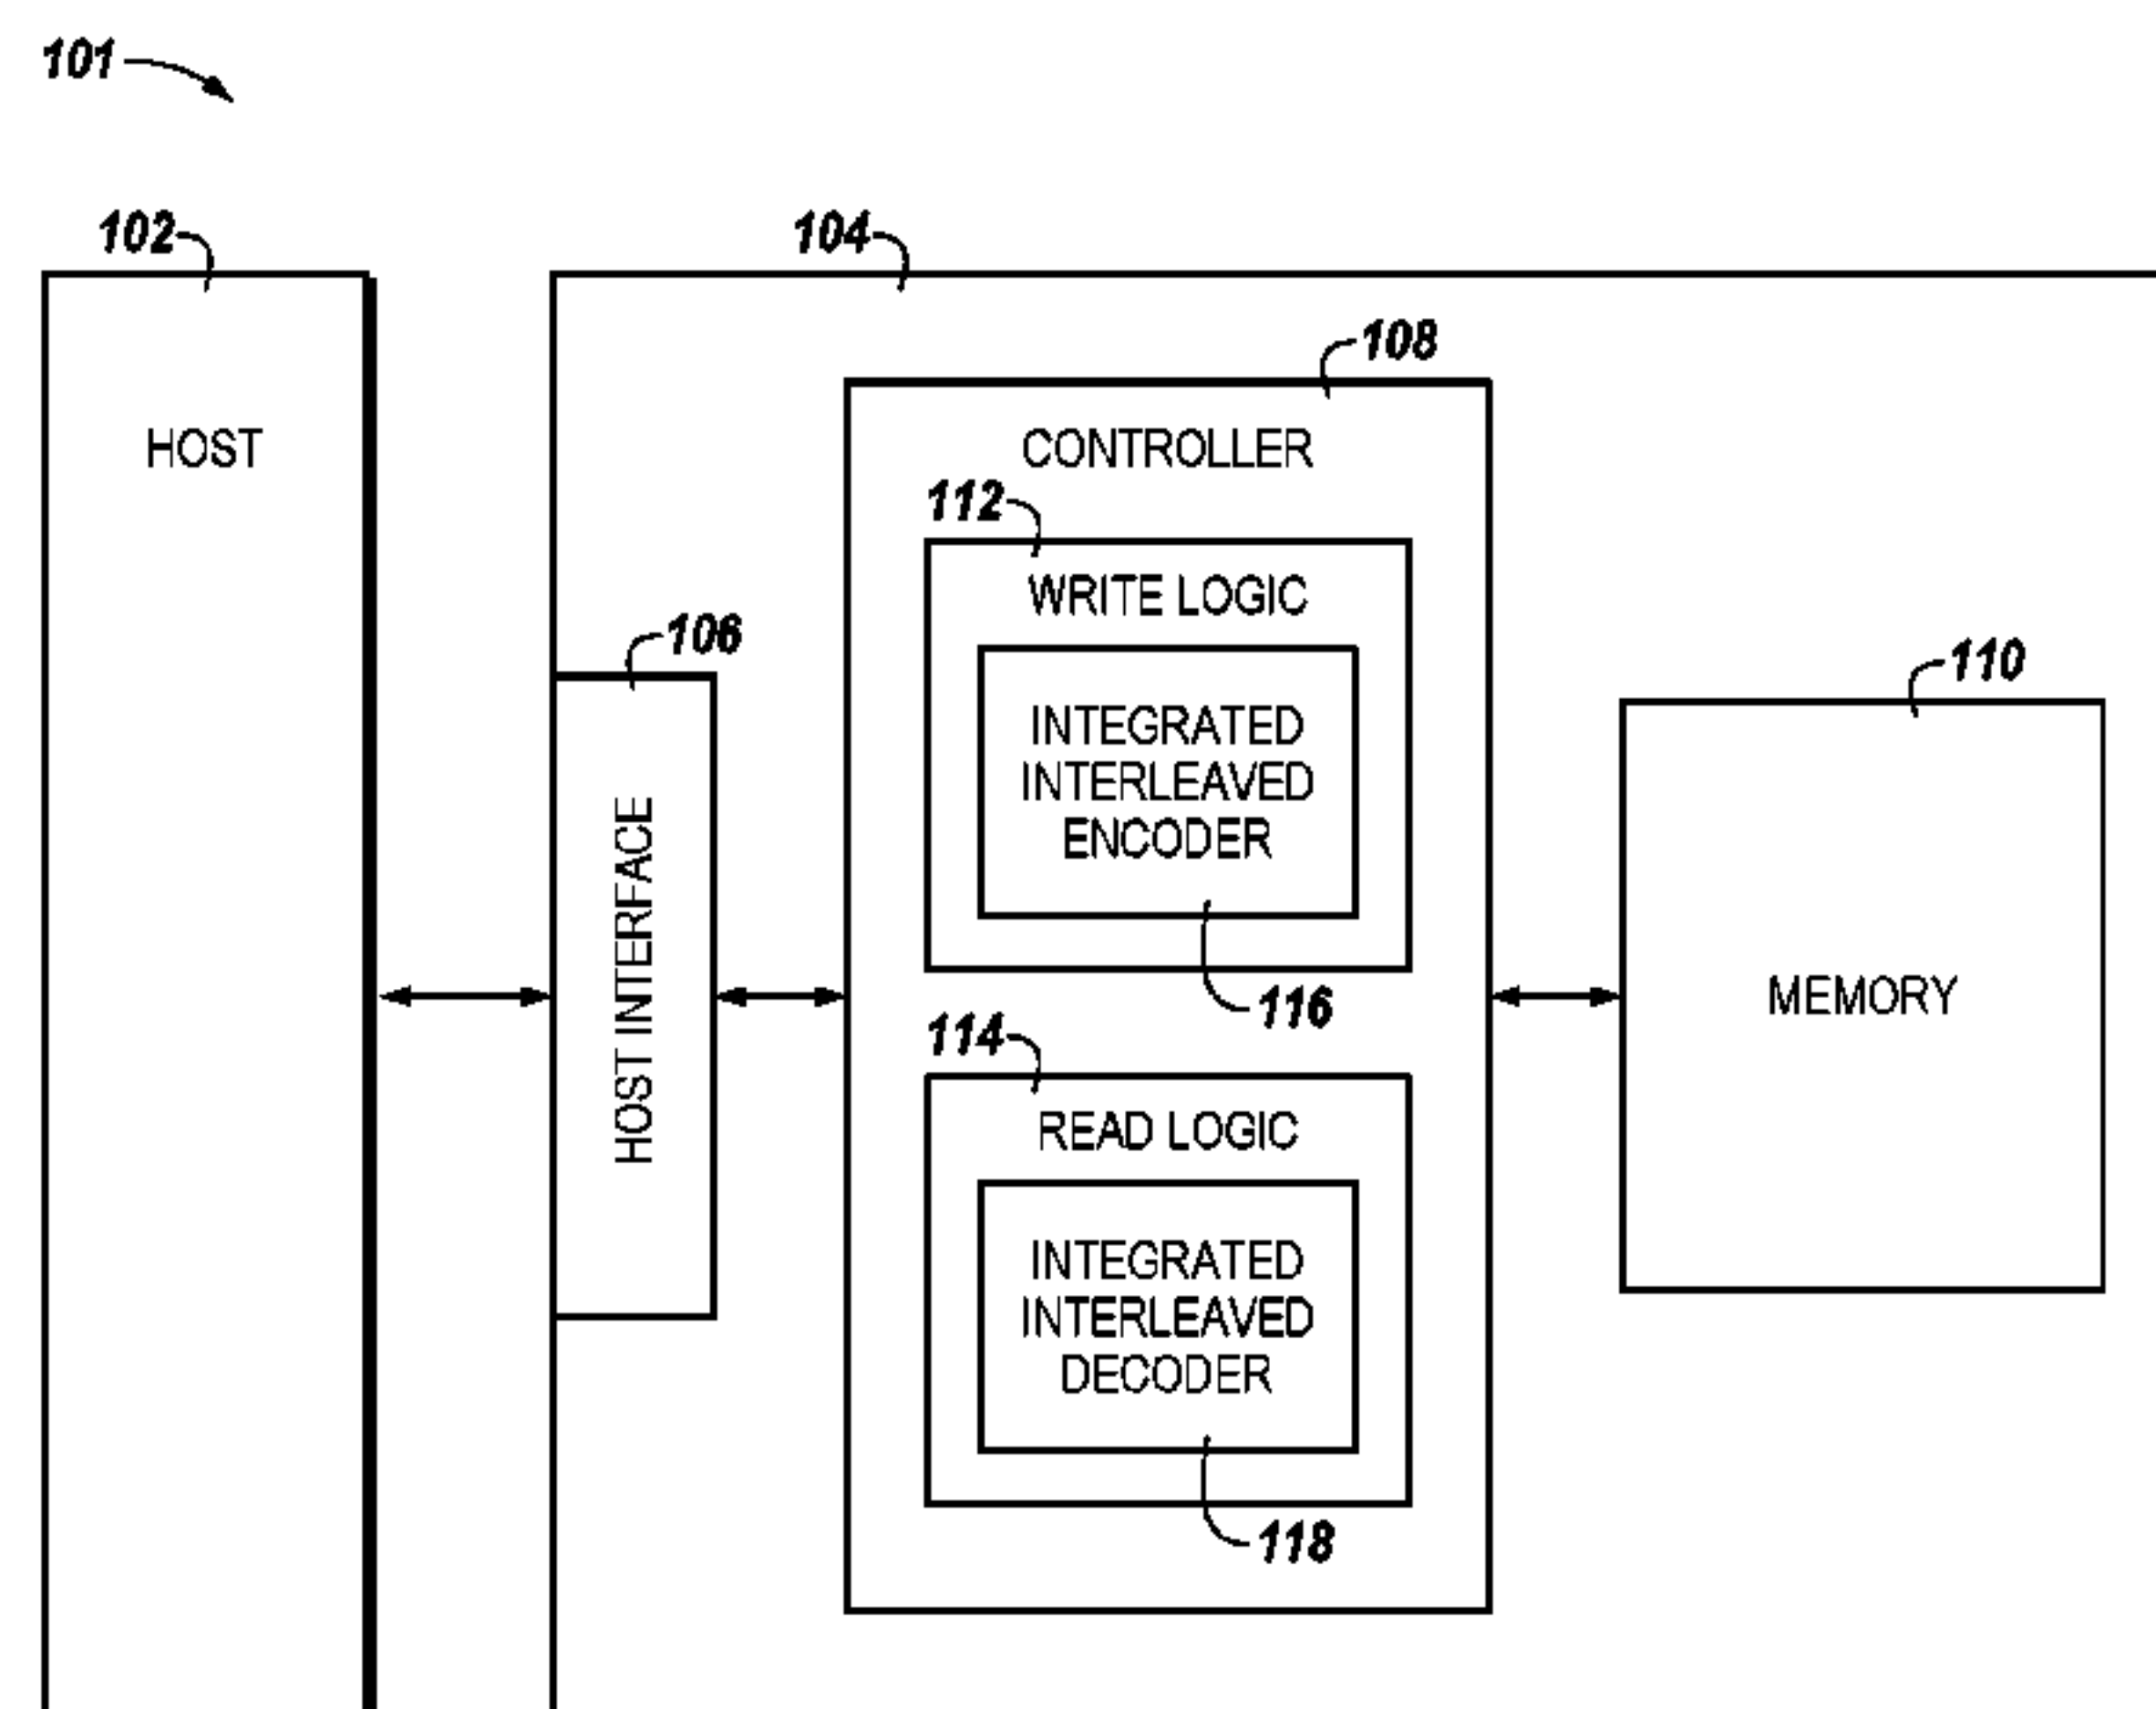 101
102
104
108
HOST
CONTROLLER
112
WRITE LOGIC
106
110
INTEGRATED
INTERLEAVED
ENCODER
HOST INTERFACE
MEMORY
116
114
READ LOGIC
INTEGRATED
INTERLEAVED
DECODER
118